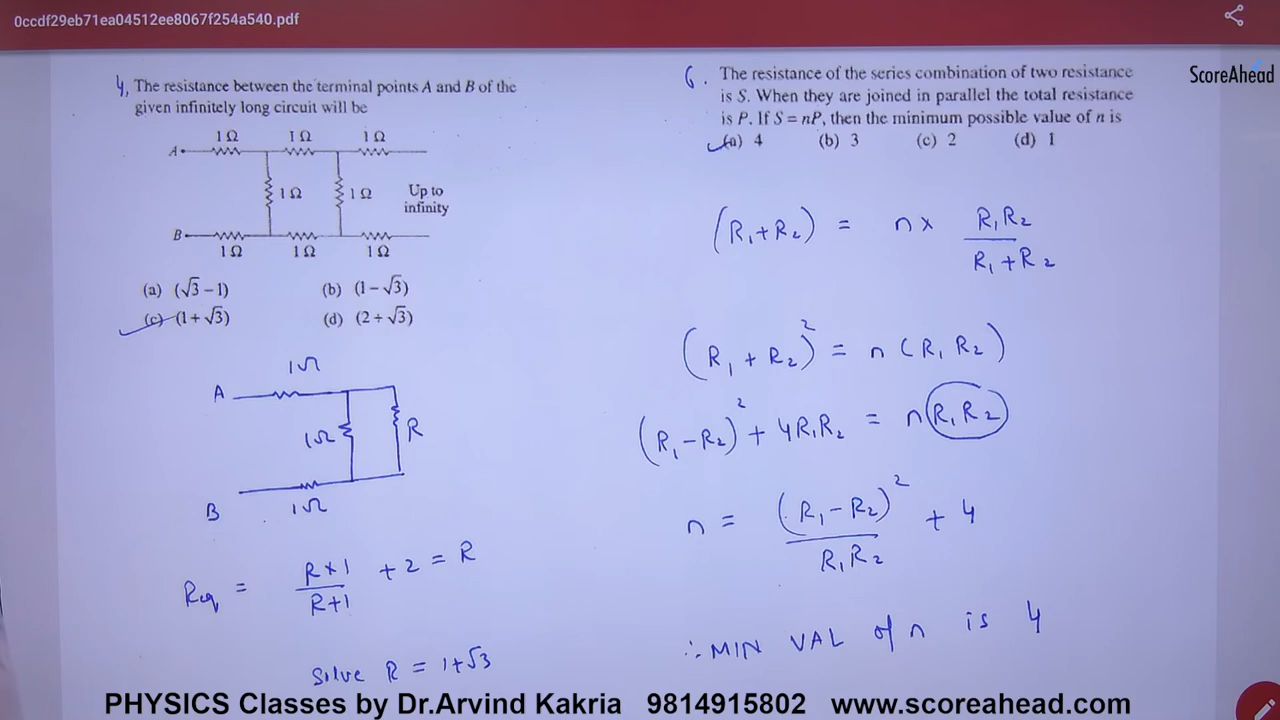 0ccdf29eb71ea04512ee8067f254a540.pdf
ScoreAhead
4, The resistance between the terminal points A and B of the
given infinitely long circuit will be
1 Ω 1 Ω 1 Ω
A
1 Ω 1 Ω Up to
infinity
B
1 Ω 1 Ω 1 Ω
(a) (√3 – 1) (b) (1 – √3)
(c) (1 + √3) (d) (2 + √3)
1Ω
A
1Ω R
B 1Ω
Req = R×1/R+1 + 2 = R
Solve R = 1+√3
6. The resistance of the series combination of two resistance
is S. When they are joined in parallel the total resistance
is P. If S = nP, then the minimum possible value of n is
(a) 4 (b) 3 (c) 2 (d) 1
(R₁+R₂) = n × R₁R₂/R₁+R₂
(R₁ + R₂)² = n (R₁ R₂)
(R₁–R₂)² + 4R₁R₂ = n R₁R₂
n = (R₁–R₂)²/R₁R₂ + 4
∴ MIN VAL of n is 4
PHYSICS Classes by Dr.Arvind Kakria 9814915802 www.scoreahead.com